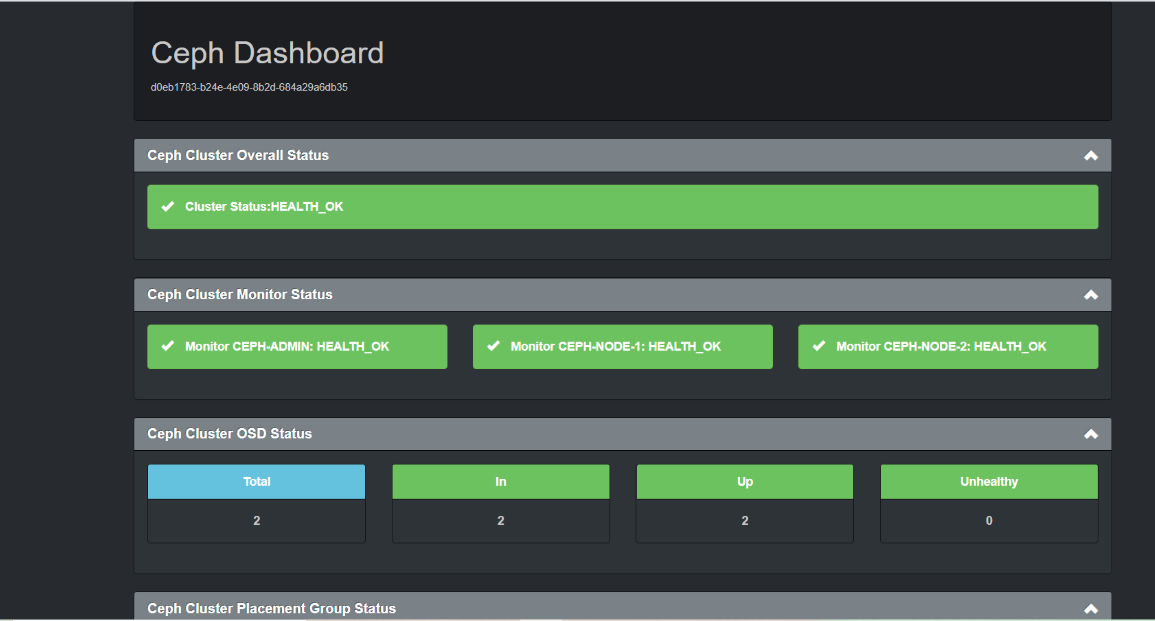 Ceph Dashboard
d0eb1783-b24e-4e09-8b2d-684a29a6db35
Ceph Cluster Overall Status
Cluster Status:HEALTH_OK
Ceph Cluster Monitor Status
Monitor CEPH-ADMIN: HEALTH_OK
Monitor CEPH-NODE-1: HEALTH_OK
Monitor CEPH-NODE-2: HEALTH_OK
Ceph Cluster OSD Status
Total
In
Up
Unhealthy
2
2
2
0
Ceph Cluster Placement Group Status